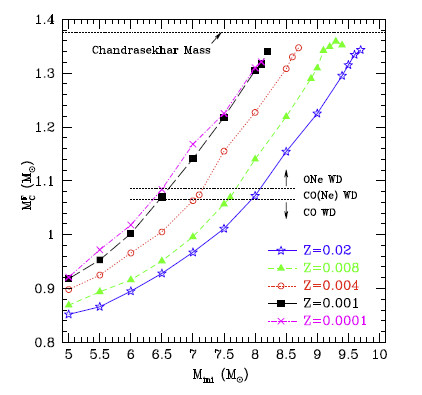 1.4
Chandrasekhar Mass
1.3
1.2
ONe WD
1.1
CO(Ne) WD
CO WD
1
Z=0.02
Z=0.008
0.9
Z=0.004
Z=0.001
Z=0.0001
0.8
5 5.5 6 6.5 7 7.5 8 8.5 9 9.5 10
M_ini (M_⊙)
M_C^F (M_⊙)